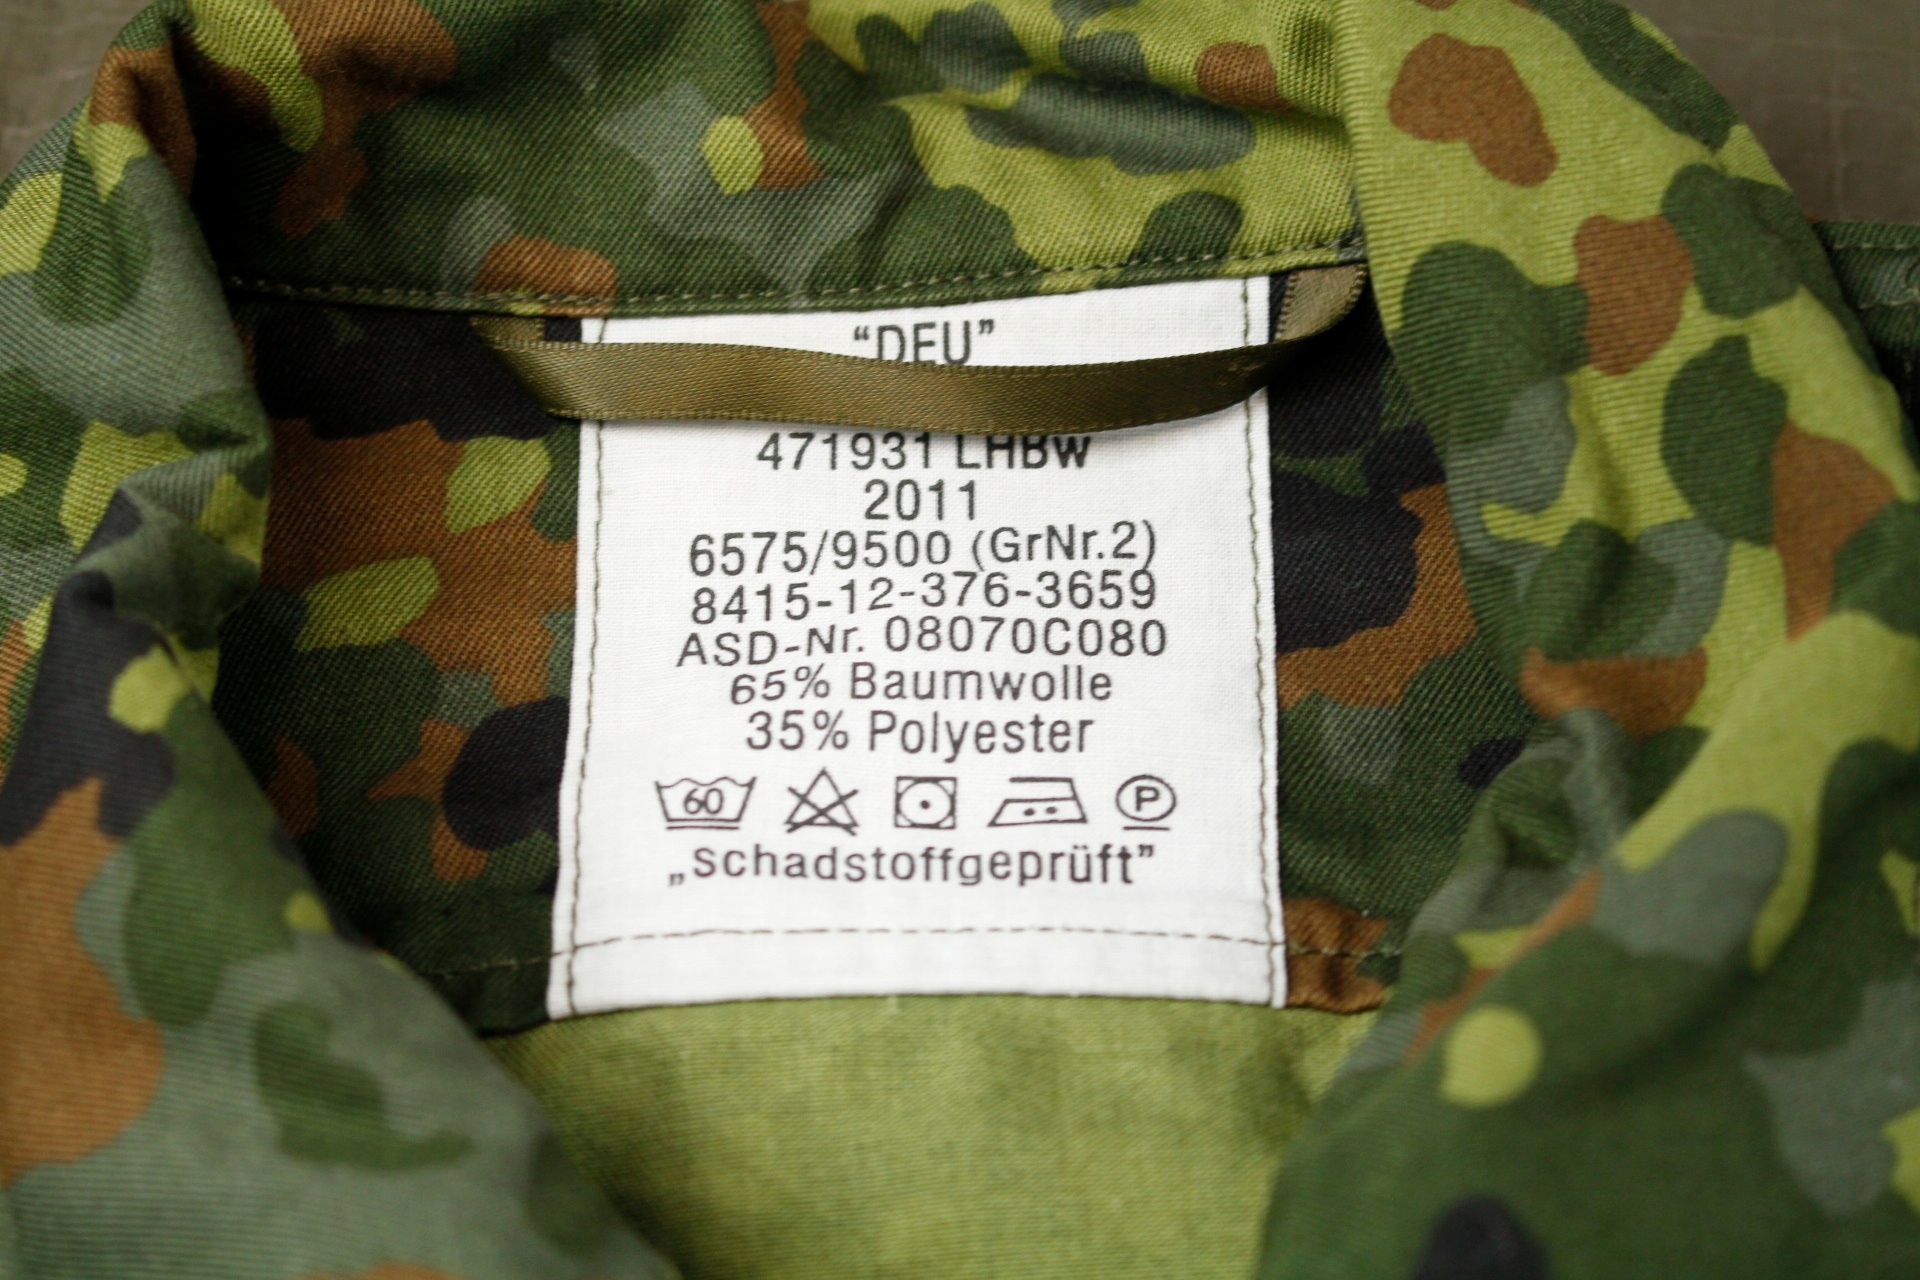 “DEU”
471931 LHBw
2011
6575/9500 (GrNr.2)
8415-12-376-3659
ASD-Nr. 08070C080
65% Baumwolle
35% Polyester
60 P
„schadstoffgeprüft”